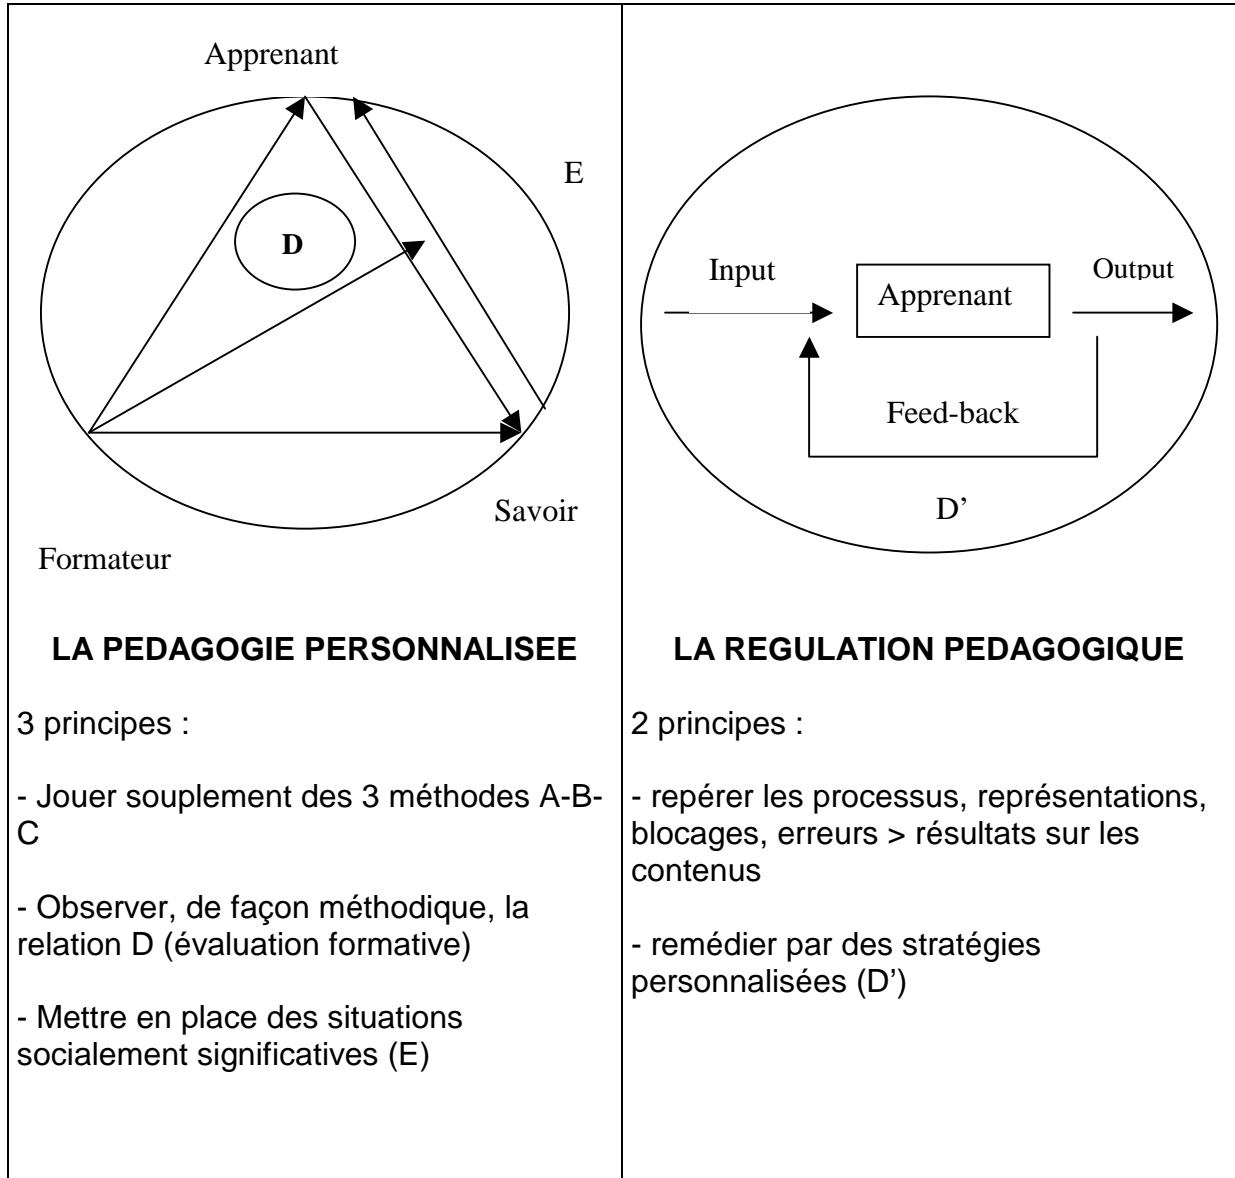 Apprenant
E
D
Savoir
Formateur
LA PEDAGOGIE PERSONNALISEE
3 principes :
- Jouer souplement des 3 méthodes A-B-
C
- Observer, de façon méthodique, la
relation D (évaluation formative)
- Mettre en place des situations
socialement significatives (E)
Input
Apprenant
Output
Feed-back
D’
LA REGULATION PEDAGOGIQUE
2 principes :
- repérer les processus, représentations,
blocages, erreurs > résultats sur les
contenus
- remédier par des stratégies
personnalisées (D’)